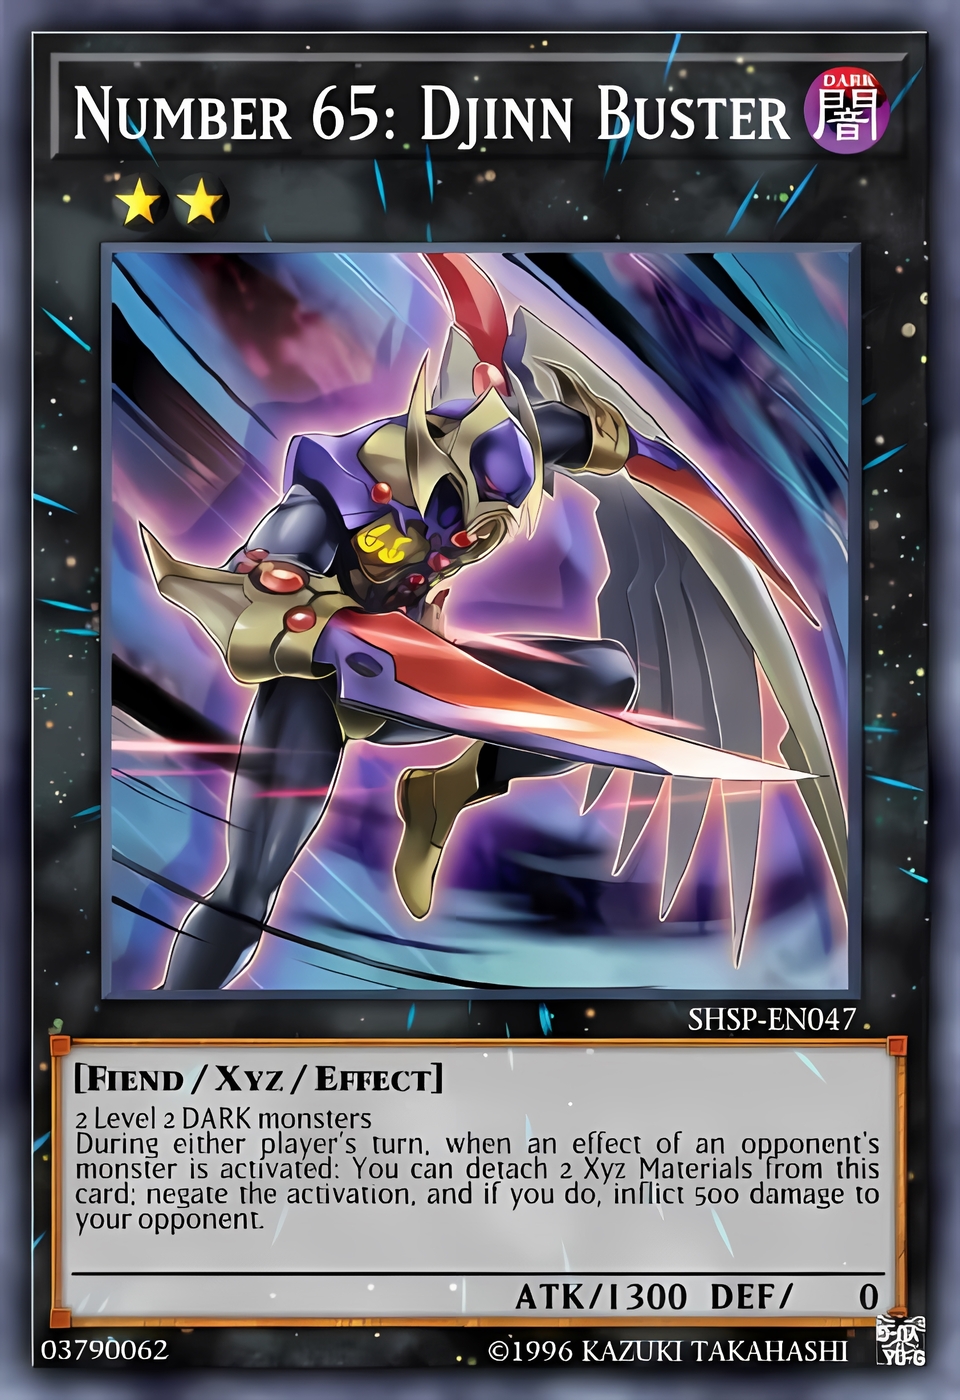 Number 65: Djinn Buster
DARK
闇
65
SHSP-EN047
[Fiend / Xyz / Effect]
2 Level 2 DARK monsters
During either player's turn, when an effect of an opponent's
monster is activated: You can detach 2 Xyz Materials from this
card; negate the activation, and if you do, inflict 500 damage to
your opponent.
ATK/1300 DEF/ 0
03790062
©1996 KAZUKI TAKAHASHI